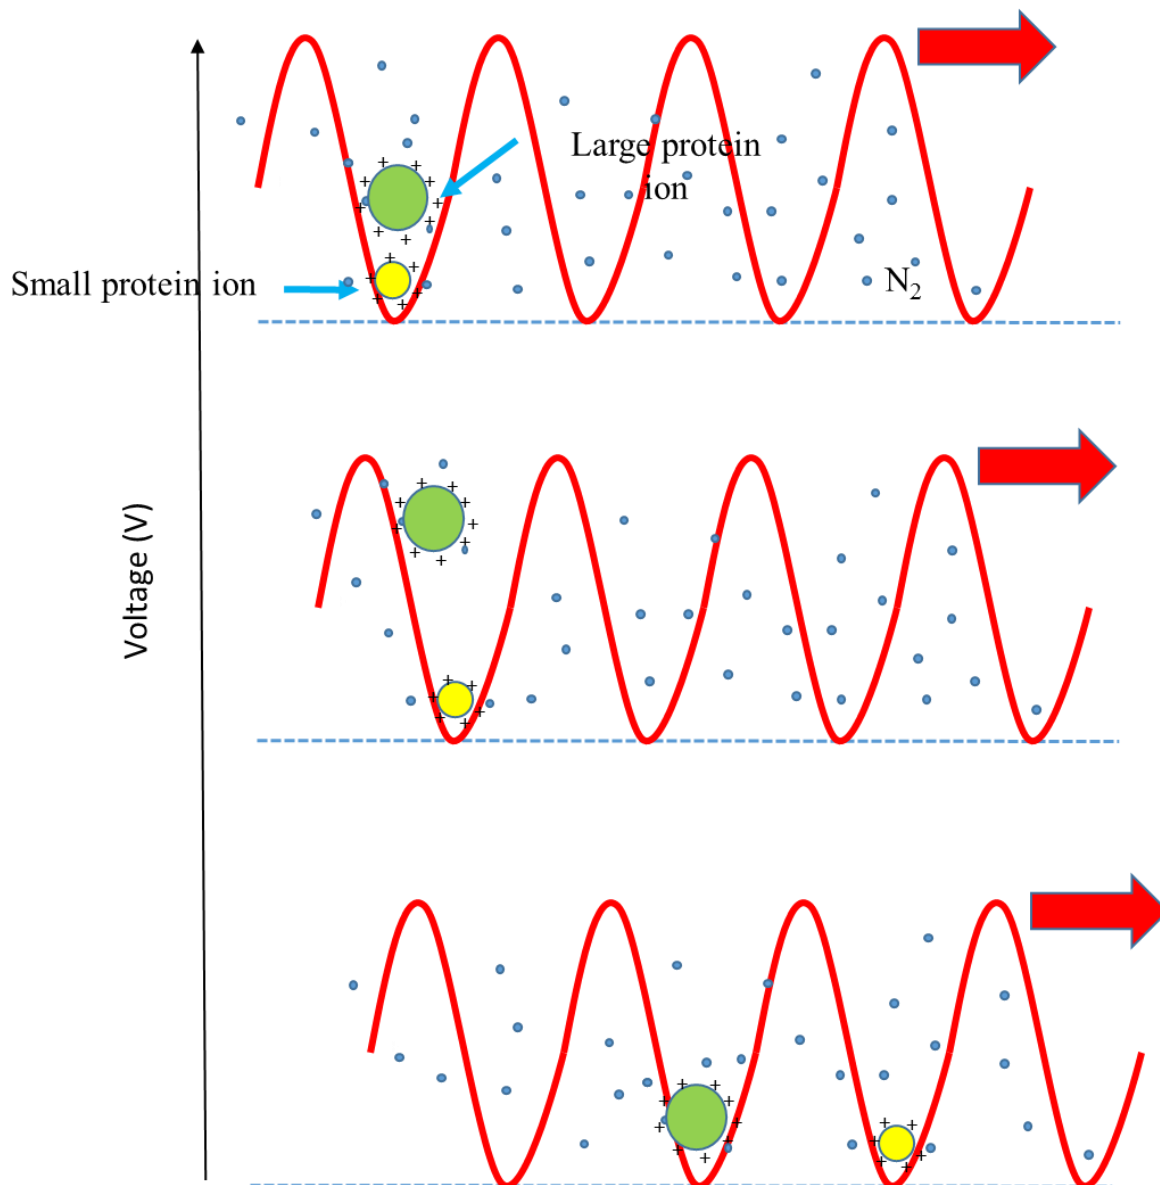 Large protein
ion
Small protein ion
N₂
Voltage (V)